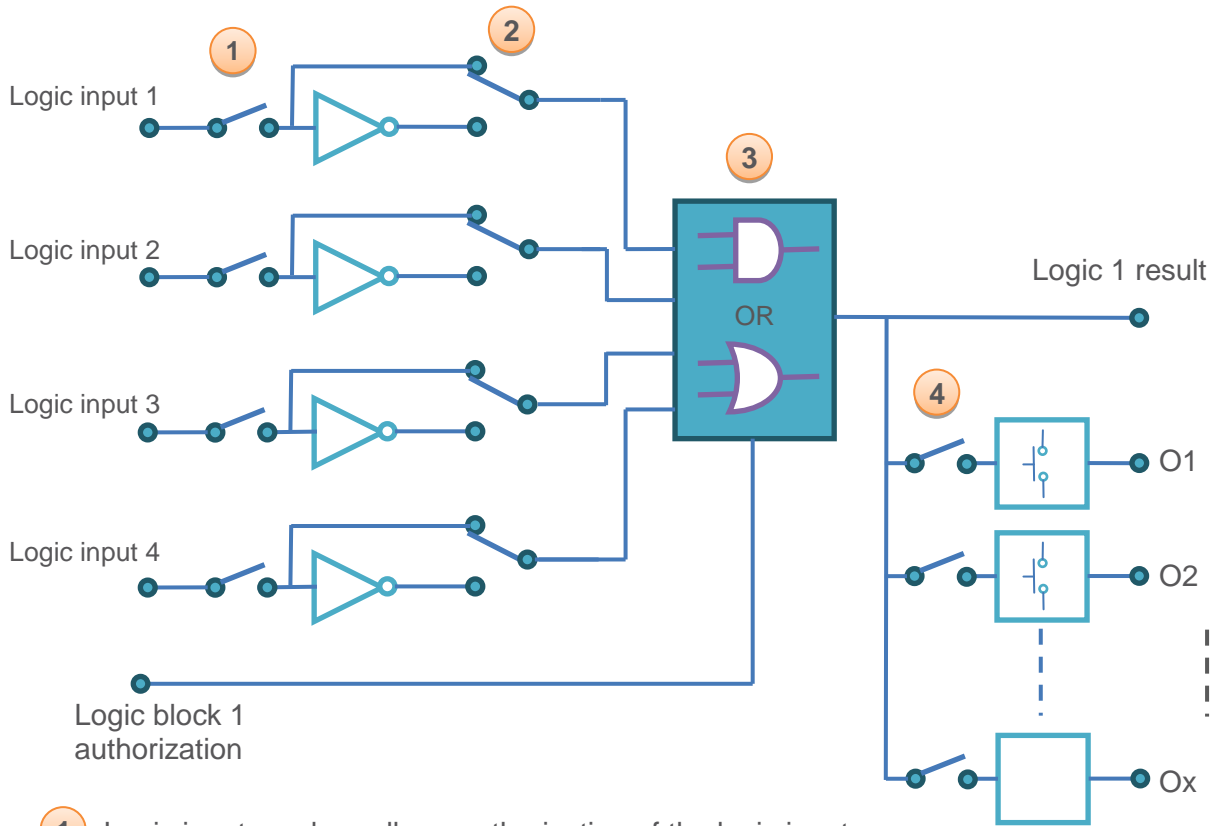 1
2
Logic input 1
3
Logic input 2
Logic 1 result
OR
Logic input 3
4
O1
Logic input 4
O2
Logic block 1
authorization
Ox
1